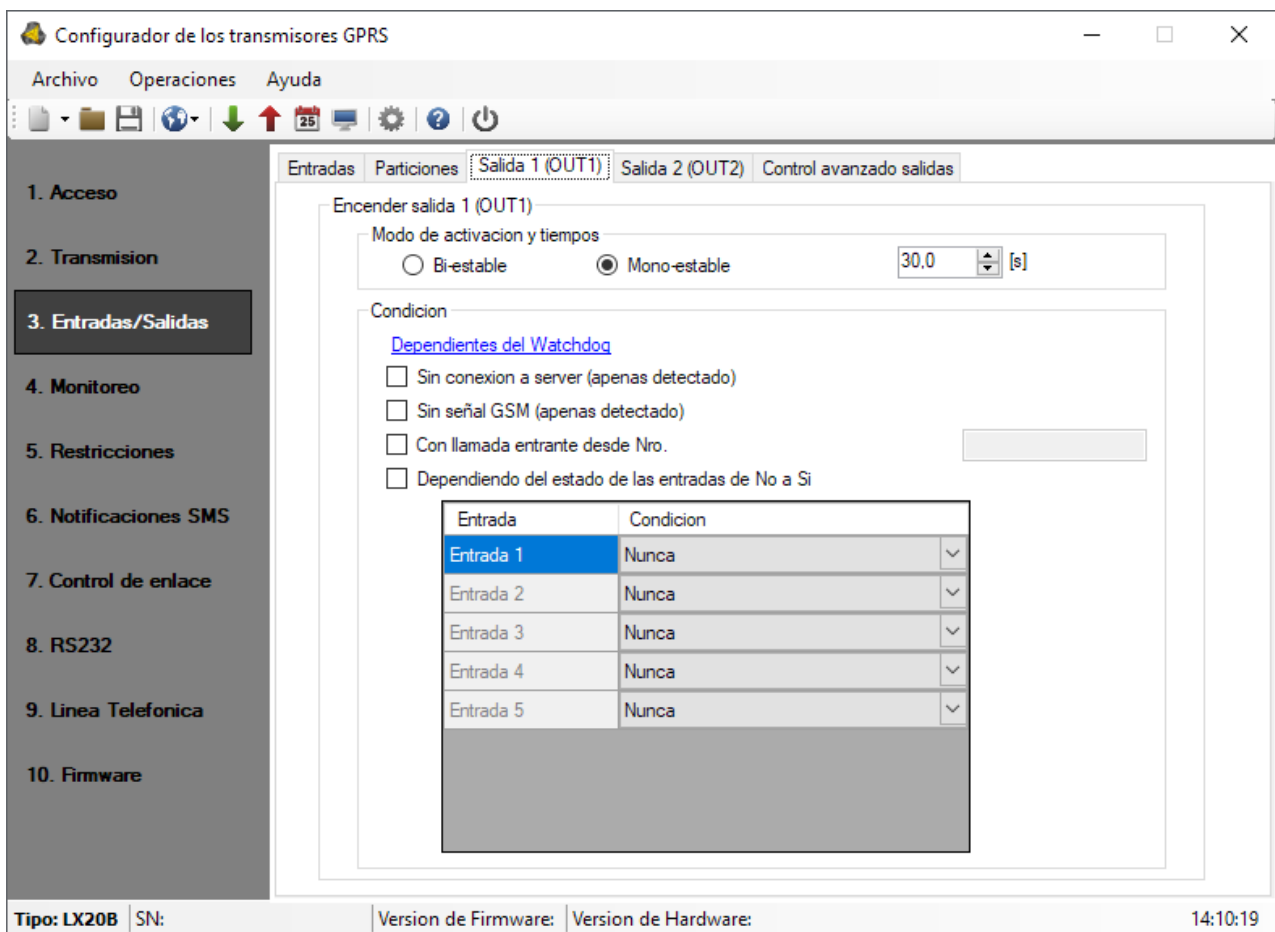 Configurador de los transmisores GPRS
Archivo Operaciones Ayuda
25
1. Acceso
2. Transmision
3. Entradas/Salidas
4. Monitoreo
5. Restricciones
6. Notificaciones SMS
7. Control de enlace
8. RS232
9. Linea Telefonica
10. Firmware
Entradas Particiones Salida 1 (OUT1) Salida 2 (OUT2) Control avanzado salidas
Encender salida 1 (OUT1)
Modo de activacion y tiempos
Bi-estable Mono-estable 30,0 [s]
Condicion
Dependientes del Watchdog
Sin conexion a server (apenas detectado)
Sin señal GSM (apenas detectado)
Con llamada entrante desde Nro.
Dependiendo del estado de las entradas de No a Si
Entrada Condicion
Entrada 1 Nunca
Entrada 2 Nunca
Entrada 3 Nunca
Entrada 4 Nunca
Entrada 5 Nunca
Tipo: LX20B SN: Version de Firmware: Version de Hardware: 14:10:19